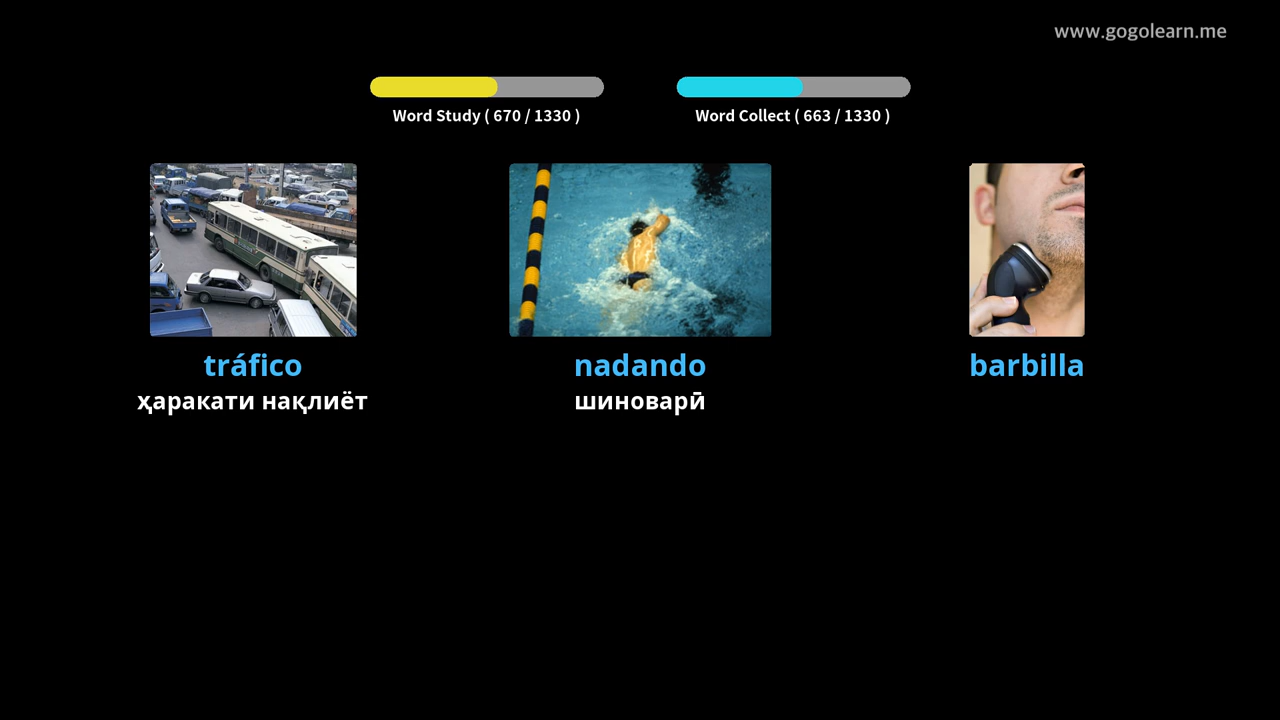 www.gogolearn.me
Word Study ( 670 / 1330 )
Word Collect ( 663 / 1330 )
tráfico
ҳаракати нақлиёт
nadando
шиноварӣ
barbilla